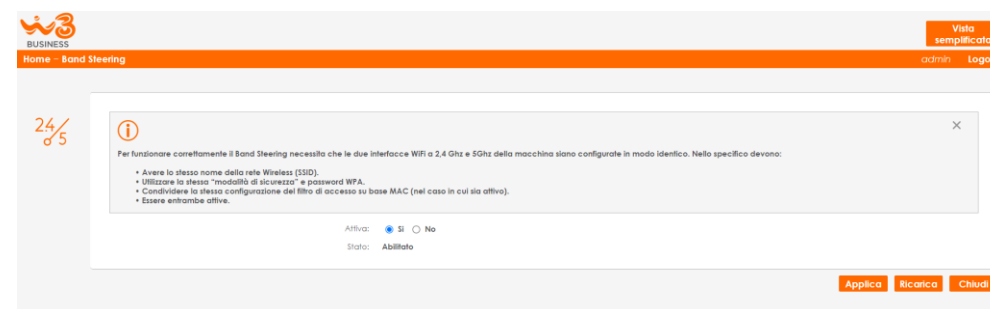 W3
BUSINESS
Vista
semplificata
Home - Band Steering
admin Logo
2.4/5
Per funzionare correttamente il Band Steering necessita che le due interfacce WiFi a 2,4 Ghz e 5Ghz della macchina siano configurate in modo identico. Nello specifico devono:
• Avere lo stesso nome della rete Wireless (SSID).
• Utilizzare la stessa "modalità di sicurezza" e password WPA.
• Condividere la stessa configurazione del filtro di accesso su base MAC (nel caso in cui sia attivo).
• Essere entrambe attive.
Attiva: Sì No
Stato: Abilitato
Applica Ricarica Chiudi